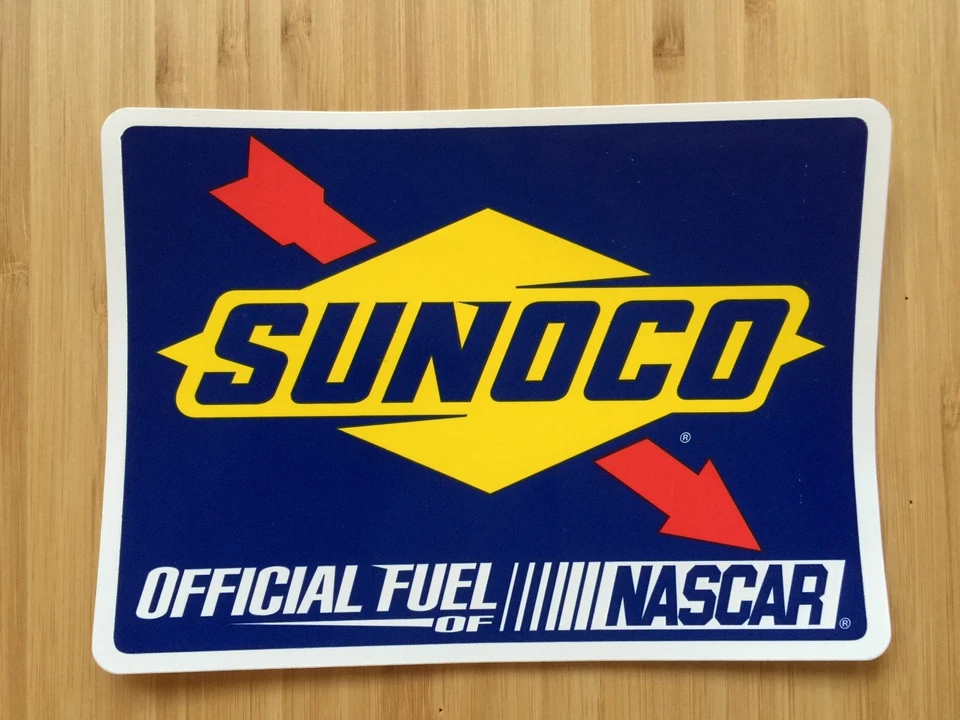 SUNOCO
®
OFFICIAL FUEL OF NASCAR®